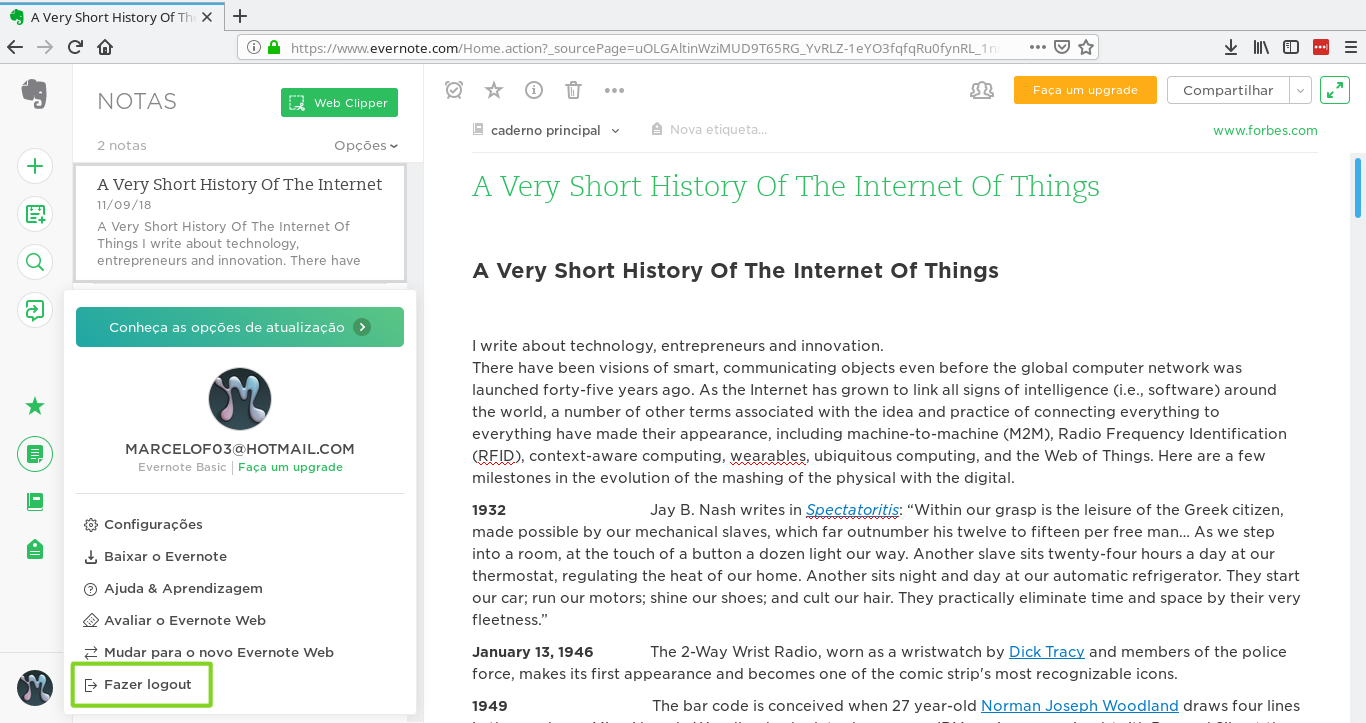 A Very Short History Of Th
https://www.evernote.com/Home.action?_sourcePage=uOLGAltinWziMUD9T65RG_YvRLZ-1eYO3fqfqRu0fynRL_1n
NOTAS
Web Clipper
2 notas
Opções
A Very Short History Of The Internet
11/09/18
A Very Short History Of The Internet Of
Things I write about technology,
entrepreneurs and innovation. There have
Conheça as opções de atualização
MARCELOF03@HOTMAIL.COM
Evernote Basic | Faça um upgrade
Configurações
Baixar o Evernote
Ajuda & Aprendizagem
Avaliar o Evernote Web
Mudar para o novo Evernote Web
Fazer logout
Faça um upgrade
Compartilhar
caderno principal
Nova etiqueta...
www.forbes.com
A Very Short History Of The Internet Of Things
A Very Short History Of The Internet Of Things
I write about technology, entrepreneurs and innovation.
There have been visions of smart, communicating objects even before the global computer network was
launched forty-five years ago. As the Internet has grown to link all signs of intelligence (i.e., software) around
the world, a number of other terms associated with the idea and practice of connecting everything to
everything have made their appearance, including machine-to-machine (M2M), Radio Frequency Identification
(RFID), context-aware computing, wearables, ubiquitous computing, and the Web of Things. Here are a few
milestones in the evolution of the mashing of the physical with the digital.
1932 Jay B. Nash writes in Spectatoritis: “Within our grasp is the leisure of the Greek citizen,
made possible by our mechanical slaves, which far outnumber his twelve to fifteen per free man… As we step
into a room, at the touch of a button a dozen light our way. Another slave sits twenty-four hours a day at our
thermostat, regulating the heat of our home. Another sits night and day at our automatic refrigerator. They start
our car; run our motors; shine our shoes; and cult our hair. They practically eliminate time and space by their very
fleetness.”
January 13, 1946 The 2-Way Wrist Radio, worn as a wristwatch by Dick Tracy and members of the police
force, makes its first appearance and becomes one of the comic strip's most recognizable icons.
1949 The bar code is conceived when 27 year-old Norman Joseph Woodland draws four lines